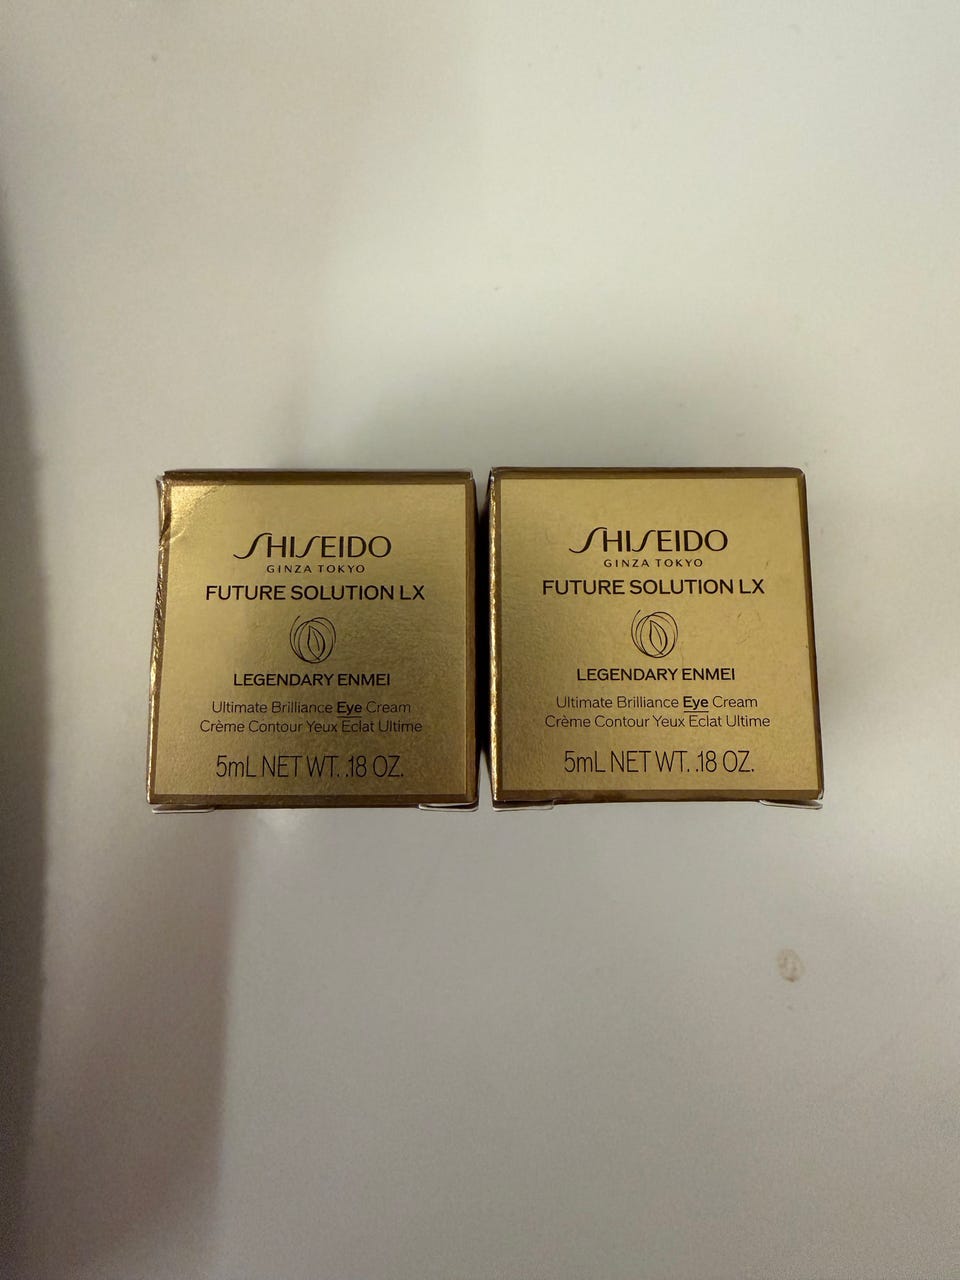 SHISEIDO
GINZA TOKYO
FUTURE SOLUTION LX
LEGENDARY ENMEI
Ultimate Brilliance Eye Cream
Crème Contour Yeux Éclat Ultime
5mL NET WT. .18 OZ.
SHISEIDO
GINZA TOKYO
FUTURE SOLUTION LX
LEGENDARY ENMEI
Ultimate Brilliance Eye Cream
Crème Contour Yeux Éclat Ultime
5mL NET WT. .18 OZ.